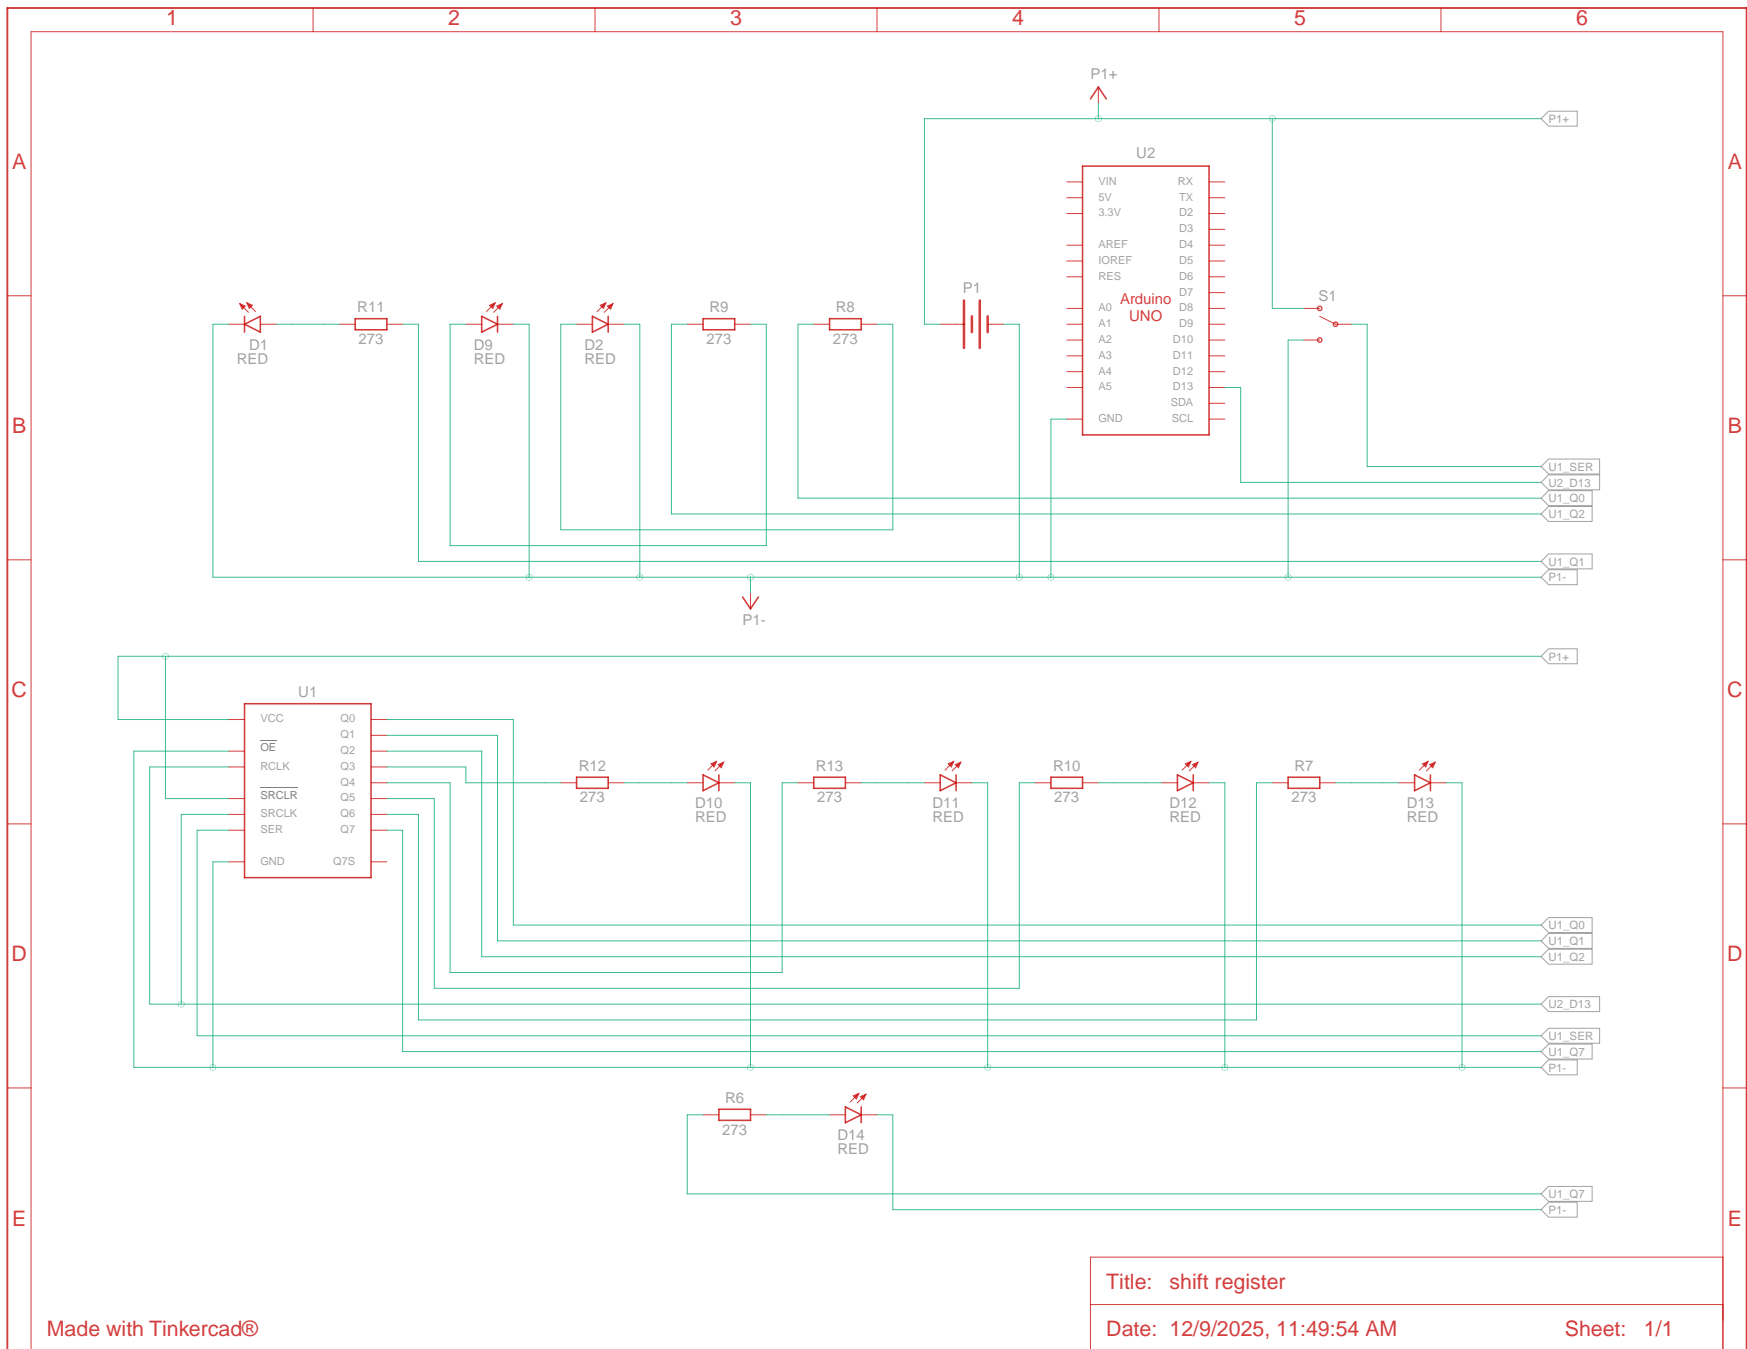 1 2 3 4 5 6
P1+
P1+
A A
U2
VIN RX
5V TX
3.3V D2
D3
AREF D4
IOREF D5
RES D6
D7
A0 D8
A1 D9
A2 D10
A3 D11
A4 D12
A5 D13
SDA
GND SCL
Arduino
UNO
S1
P1
R11
273
D1
RED
D9
RED
D2
RED
R9
273
R8
273
B B
U1_SER
U2_D13
U1_Q0
U1_Q2
U1_Q1
P1-
P1-
P1+
C C
U1
VCC Q0
Q1
OE Q2
RCLK Q3
Q4
SRCLR Q5
SRCLK Q6
SER Q7
GND Q7S
R12
273
D10
RED
R13
273
D11
RED
R10
273
D12
RED
R7
273
D13
RED
U1_Q0
U1_Q1
U1_Q2
D D
U2_D13
U1_SER
U1_Q7
P1-
R6
273
D14
RED
U1_Q7
P1-
E E
Title: shift register
Made with Tinkercad®
Date: 12/9/2025, 11:49:54 AM Sheet: 1/1